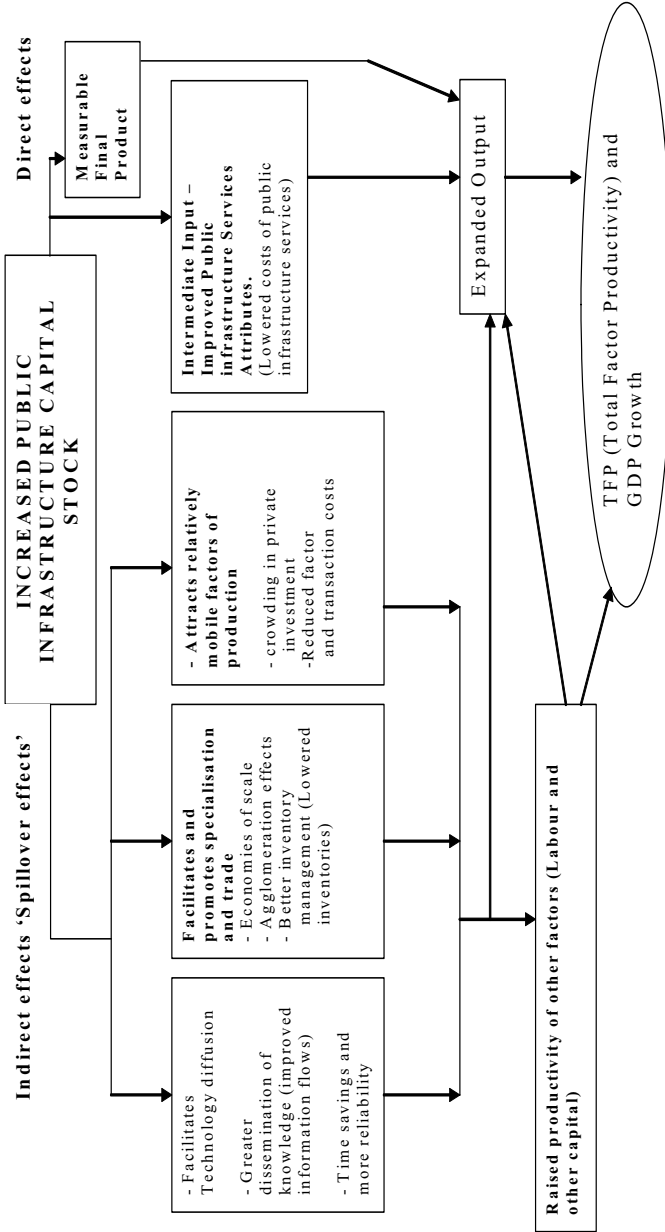 Indirect effects ‘Spillover effects’
INCREASED PUBLIC
INFRASTRUCTURE CAPITAL
STOCK
Direct effects
- Facilitates
Technology diffusion
- Greater
dissemination of
knowledge (improved
information flows)
- Time savings and
more reliability
Facilitates and
promotes specialisation
and trade
- Economies of scale
- Agglomeration effects
- Better inventory
management (Lowered
inventories)
- Attracts relatively
mobile factors of
production
- crowding in private
investment
-Reduced factor
and transaction costs
Intermediate Input –
Improved Public
infrastructure Services
Attributes.
(Lowered costs of public
infrastructure services)
Measurable
Final
Product
Expanded Output
Raised productivity of other factors (Labour and
other capital)
TFP (Total Factor Productivity) and
GDP Growth